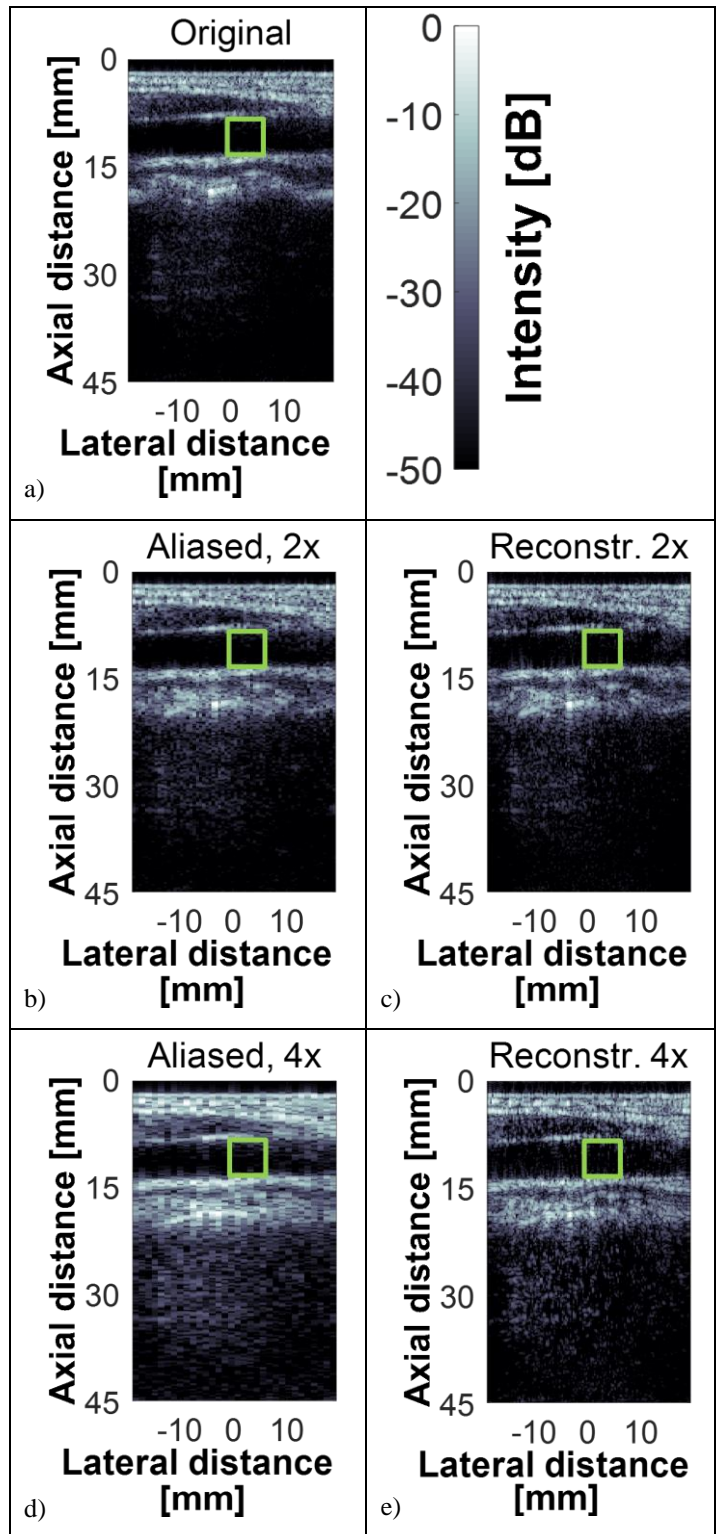 Original
0
15
30
45
Axial distance [mm]
-10 0 10
Lateral distance
[mm]
a)
0
-10
-20
-30
-40
-50
Intensity [dB]
Aliased, 2x
0
15
30
45
Axial distance [mm]
-10 0 10
Lateral distance
[mm]
b)
Reconstr. 2x
0
15
30
45
Axial distance [mm]
-10 0 10
Lateral distance
[mm]
c)
Aliased, 4x
0
15
30
45
Axial distance [mm]
-10 0 10
Lateral distance
[mm]
d)
Reconstr. 4x
0
15
30
45
Axial distance [mm]
-10 0 10
Lateral distance
[mm]
e)